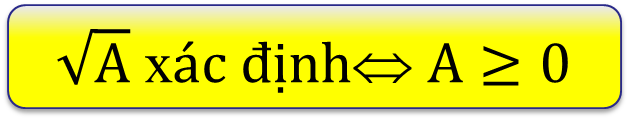 √A xác định⟺ A ≥ 0